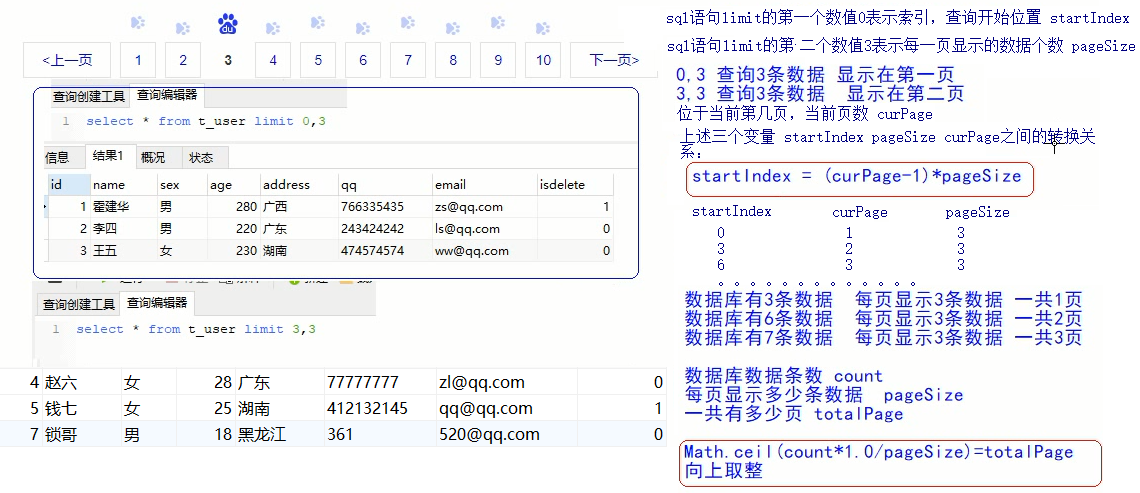 du
<上一页 1 2 3 4 5 6 7 8 9 10 下一页>
查询创建工具 查询编辑器
1 select * from t_user limit 0,3
信息 结果1 概况 状态
id name sex age address qq email isdelete
1 霍建华 男 280 广西 766335435 zs@qq.com 1
2 李四 男 220 广东 243424242 ls@qq.com 0
3 王五 女 230 湖南 474574574 ww@qq.com 0
查询创建工具 查询编辑器
1 select * from t_user limit 3,3
4 赵六 女 28 广东 77777777 zl@qq.com 0
5 钱七 女 25 湖南 412132145 qq@qq.com 1
7 锁哥 男 18 黑龙江 361 520@qq.com 0
sql语句limit的第一个数值0表示索引，查询开始位置 startIndex
sql语句limit的第 二个数值3表示每一页显示的数据个数 pageSize
0,3 查询3条数据 显示在第一页
3,3 查询3条数据 显示在第二页
位于当前第几页，当前页数 curPage
上述三个变量 startIndex pageSize curPage之间的转换关
系：
startIndex = (curPage-1)*pageSize
startIndex curPage pageSize
0 1 3
3 2 3
6 3 3
。。。。。。。。。。。。。
数据库有3条数据 每页显示3条数据 一共1页
数据库有6条数据 每页显示3条数据 一共2页
数据库有7条数据 每页显示3条数据 一共3页
数据库数据条数 count
每页显示多少条数据 pageSize
一共有多少页 totalPage
Math.ceil(count*1.0/pageSize)=totalPage
向上取整